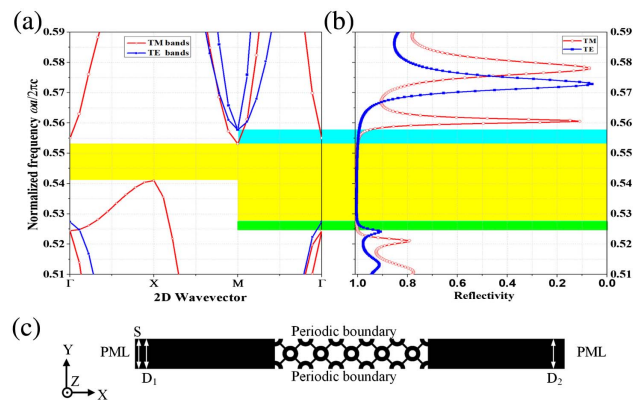 (a)
(b)
0.59
0.58
0.57
0.56
0.55
0.54
0.53
0.52
0.51
Normalized frequency ωa/2πc
TM bands
TE bands
Γ
X
M
Γ
2D Wavevector
TM
TE
0.59
0.58
0.57
0.56
0.55
0.54
0.53
0.52
0.51
1.0
0.8
0.6
0.4
0.2
0.0
Reflectivity
(c)
S
Periodic boundary
PML
PML
Y
Z
X
D1
Periodic boundary
D2